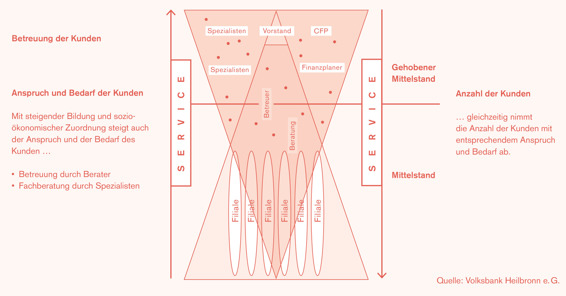 Betreuung der Kunden
Anspruch und Bedarf der Kunden
Mit steigender Bildung und sozio-
ökonomischer Zuordnung steigt auch
der Anspruch und der Bedarf des
Kunden …
• Betreuung durch Berater
• Fachberatung durch Spezialisten
SERVICE
Spezialisten
Vorstand
CFP
Spezialisten
Finanzplaner
Betreuer
Beratung
Filiale
Filiale
Filiale
Filiale
Filiale
Filiale
SERVICE
Gehobener
Mittelstand
Mittelstand
Anzahl der Kunden
… gleichzeitig nimmt
die Anzahl der Kunden mit
entsprechendem Anspruch
und Bedarf ab.
Quelle: Volksbank Heilbronn e. G.